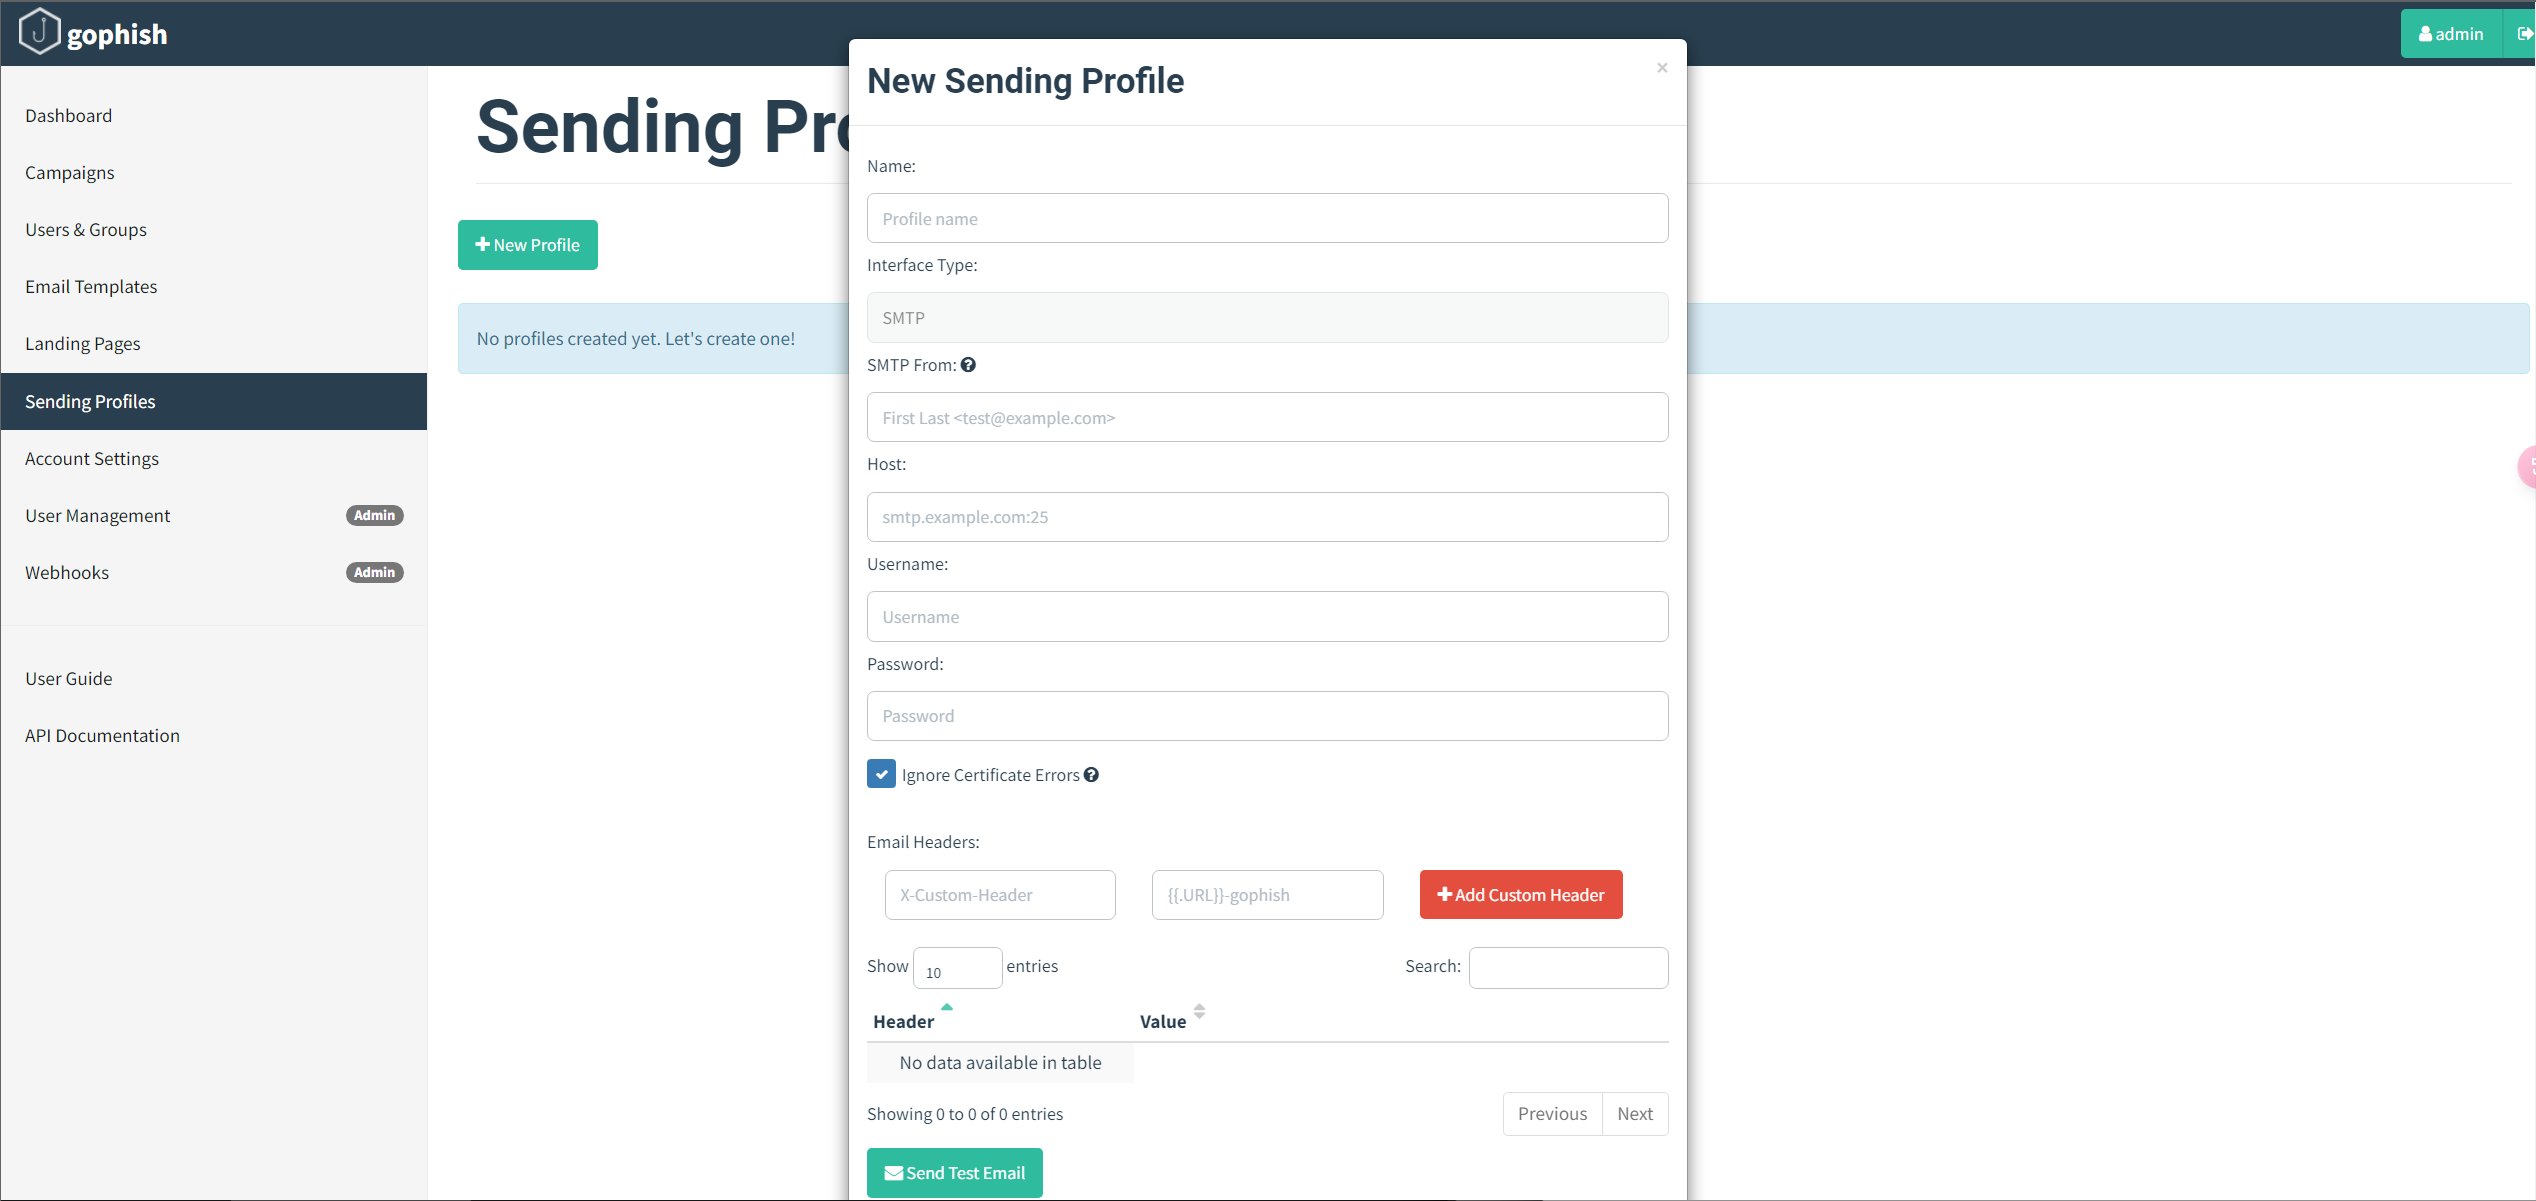 gophish
admin
Dashboard
Campaigns
Users & Groups
Email Templates
Landing Pages
Sending Profiles
Account Settings
User Management Admin
Webhooks Admin
User Guide
API Documentation
Sending Pro
New Profile
No profiles created yet. Let's create one!
New Sending Profile ×
Name:
Profile name
Interface Type:
SMTP
SMTP From:
First Last <test@example.com>
Host:
smtp.example.com:25
Username:
Username
Password:
Password
Ignore Certificate Errors
Email Headers:
X-Custom-Header {{.URL}}-gophish Add Custom Header
Show 10 entries Search:
Header Value
No data available in table
Showing 0 to 0 of 0 entries Previous Next
Send Test Email